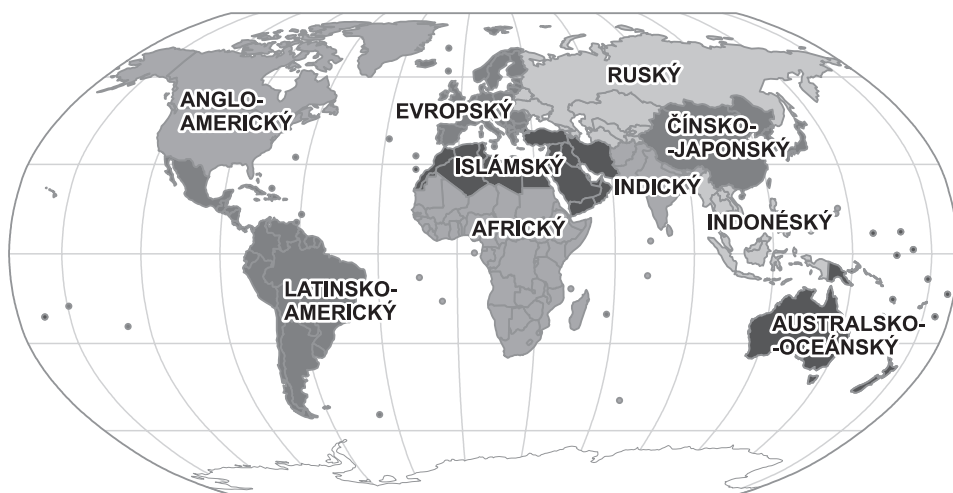 RUSKÝ
ANGLO-
AMERICKÝ
EVROPSKÝ
ČÍNSKO-
-JAPONSKÝ
ISLÁMSKÝ
INDICKÝ
AFRICKÝ
INDONÉSKÝ
LATINSKO-
AMERICKÝ
AUSTRALSKO-
-OCEÁNSKÝ